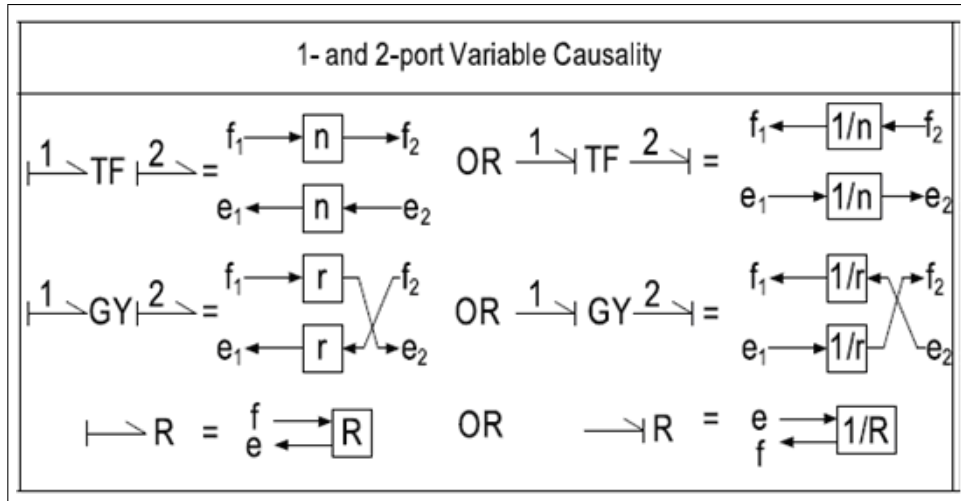 1- and 2-port Variable Causality
f₁ n f₂ f₁ 1/n f₂
1 TF 2 = OR 1 TF 2 =
e₁ n e₂ e₁ 1/n e₂
f₁ r f₂ f₁ 1/r f₂
1 GY 2 = OR 1 GY 2 =
e₁ r e₂ e₁ 1/r e₂
R = f e R OR R = e f 1/R